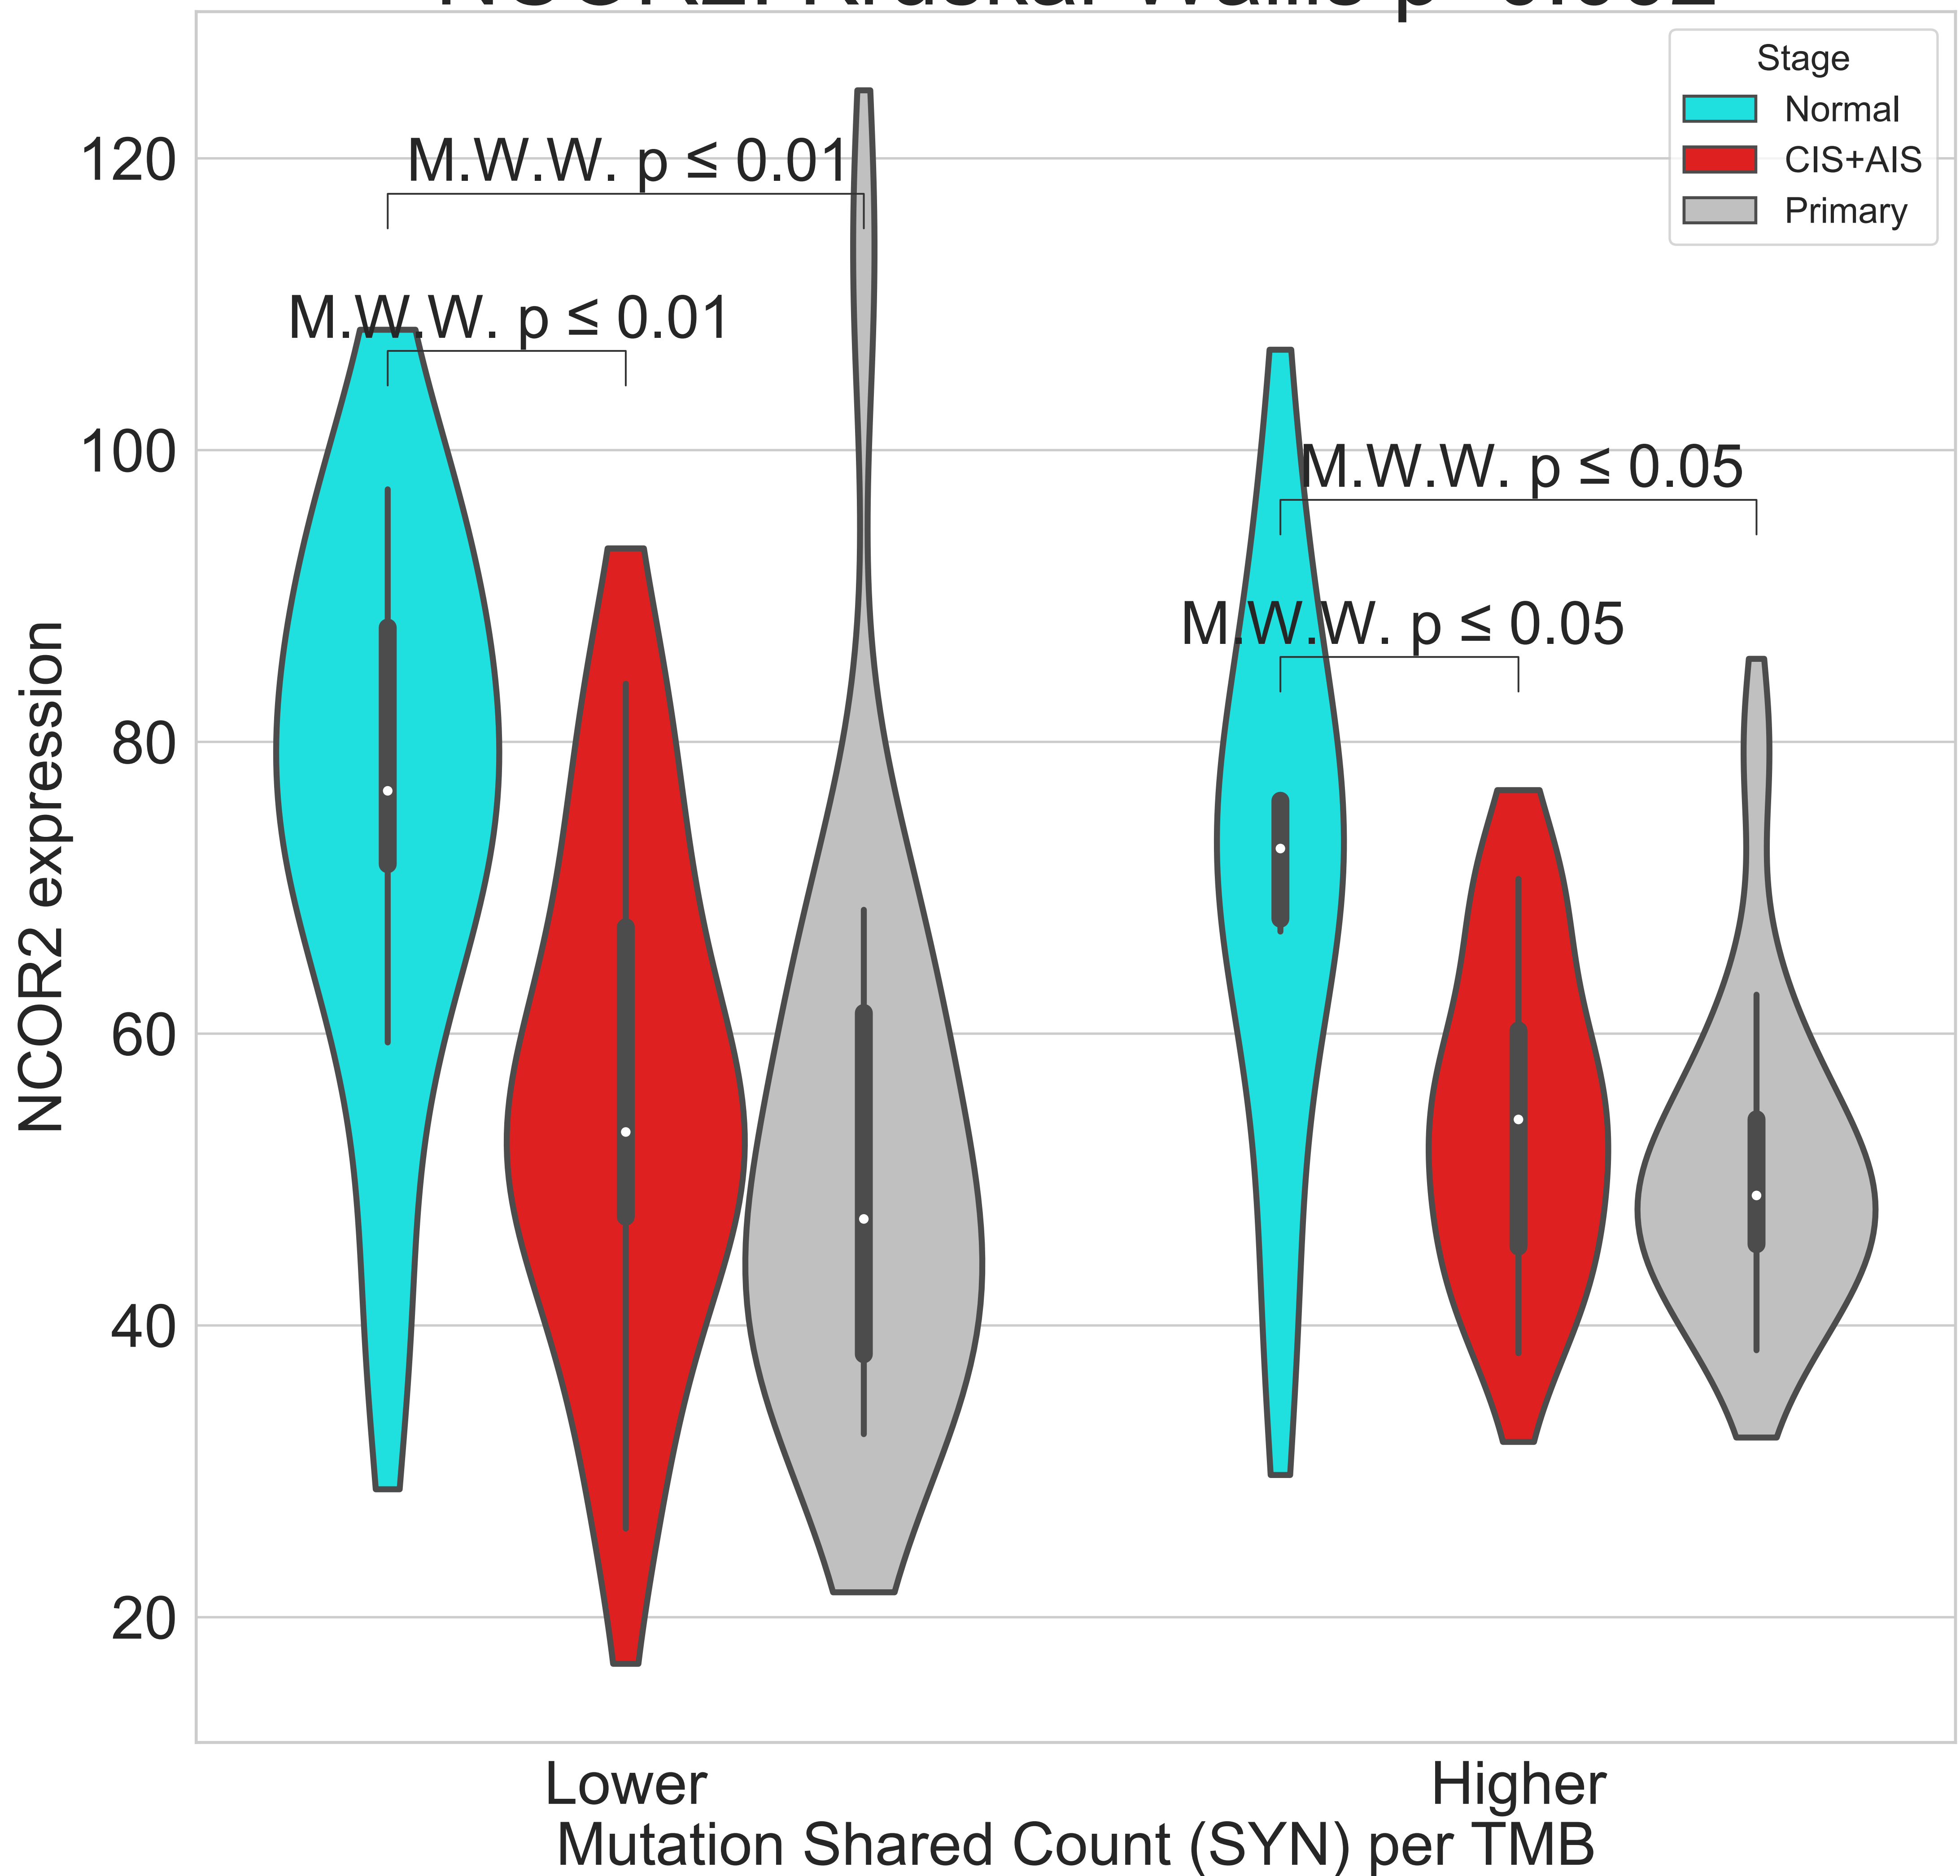 Stage
Normal
CIS+AIS
Primary
120
100
80
60
40
20
M.W.W. p ≤ 0.01
M.W.W. p ≤ 0.01
M.W.W. p ≤ 0.05
M.W.W. p ≤ 0.05
NCOR2 expression
Lower
Higher
Mutation Shared Count (SYN) per TMB